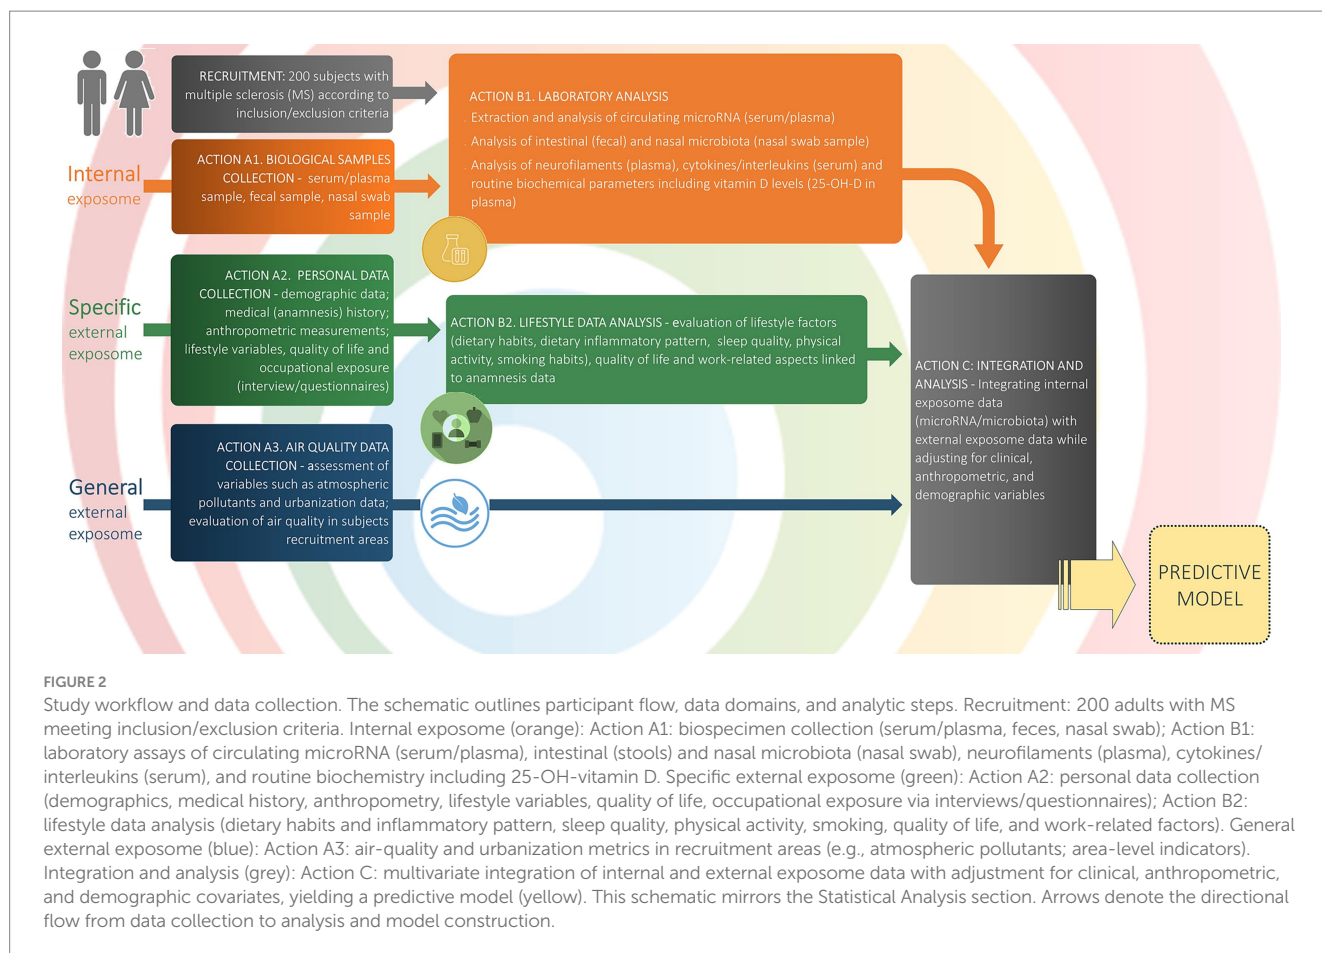 RECRUITMENT: 200 subjects with
multiple sclerosis (MS) according to
inclusion/exclusion criteria
Internal
exposome
ACTION A1. BIOLOGICAL SAMPLES
COLLECTION - serum/plasma
sample, fecal sample, nasal swab
sample
ACTION B1. LABORATORY ANALYSIS
. Extraction and analysis of circulating microRNA (serum/plasma)
. Analysis of intestinal (fecal) and nasal microbiota (nasal swab sample)
. Analysis of neurofilaments (plasma), cytokines/interleukins (serum) and
routine biochemical parameters including vitamin D levels (25-OH-D in
plasma)
Specific
external
exposome
ACTION A2. PERSONAL DATA
COLLECTION - demographic data;
medical (anamnesis) history;
anthropometric measurements;
lifestyle variables, quality of life and
occupational exposure
(interview/questionnaires)
ACTION B2. LIFESTYLE DATA ANALYSIS - evaluation of lifestyle factors
(dietary habits, dietary inflammatory pattern, sleep quality, physical
activity, smoking habits), quality of life and work-related aspects linked
to anamnesis data
General
external
exposome
ACTION A3. AIR QUALITY DATA
COLLECTION - assessment of
variables such as atmospheric
pollutants and urbanization data;
evaluation of air quality in subjects
recruitment areas
ACTION C: INTEGRATION AND
ANALYSIS - Integrating internal
exposome data
(microRNA/microbiota) with
external exposome data while
adjusting for clinical,
anthropometric, and
demographic variables
PREDICTIVE
MODEL
FIGURE 2
Study workflow and data collection. The schematic outlines participant flow, data domains, and analytic steps. Recruitment: 200 adults with MS
meeting inclusion/exclusion criteria. Internal exposome (orange): Action A1: biospecimen collection (serum/plasma, feces, nasal swab); Action B1:
laboratory assays of circulating microRNA (serum/plasma), intestinal (stools) and nasal microbiota (nasal swab), neurofilaments (plasma), cytokines/
interleukins (serum), and routine biochemistry including 25-OH-vitamin D. Specific external exposome (green): Action A2: personal data collection
(demographics, medical history, anthropometry, lifestyle variables, quality of life, occupational exposure via interviews/questionnaires); Action B2:
lifestyle data analysis (dietary habits and inflammatory pattern, sleep quality, physical activity, smoking, quality of life, and work-related factors). General
external exposome (blue): Action A3: air-quality and urbanization metrics in recruitment areas (e.g., atmospheric pollutants; area-level indicators).
Integration and analysis (grey): Action C: multivariate integration of internal and external exposome data with adjustment for clinical, anthropometric,
and demographic covariates, yielding a predictive model (yellow). This schematic mirrors the Statistical Analysis section. Arrows denote the directional
flow from data collection to analysis and model construction.